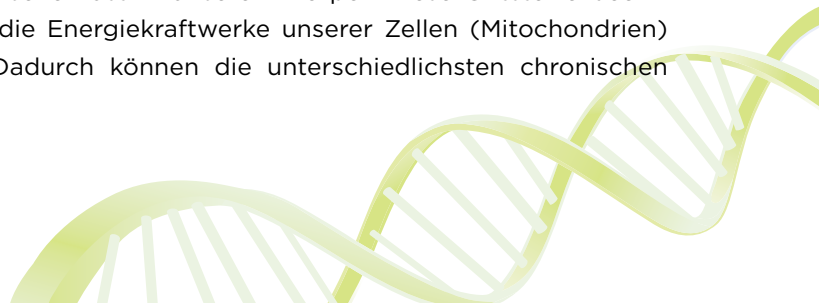 die Energiekraftwerke unserer Zellen (Mitochondrien)
Dadurch können die unterschiedlichsten chronischen